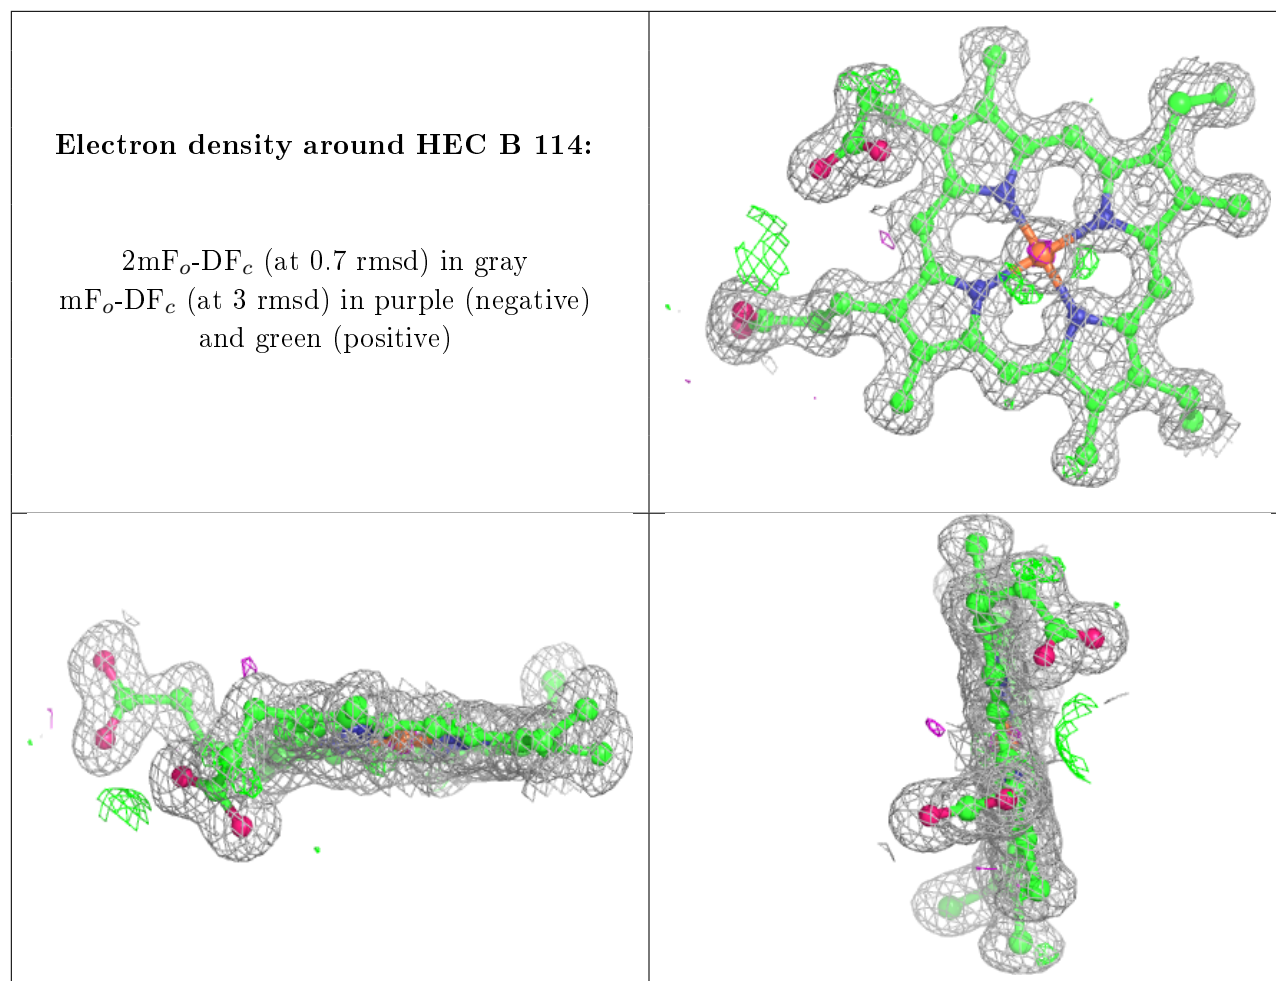 Electron density around HEC B 114:
2mFₒ-DF𝒸 (at 0.7 rmsd) in gray
mFₒ-DF𝒸 (at 3 rmsd) in purple (negative)
and green (positive)